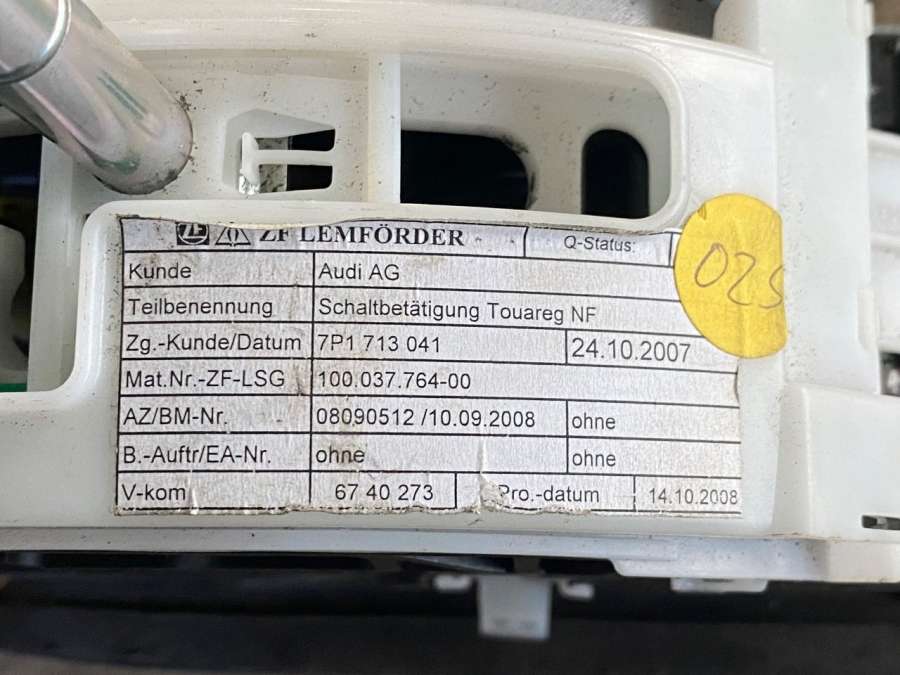 ZF ZF LEMFÖRDER Q-Status:
025
Kunde Audi AG
Teilbenennung Schaltbetätigung Touareg NF
Zg.-Kunde/Datum 7P1 713 041 24.10.2007
Mat.Nr.-ZF-LSG 100.037.764-00
AZ/BM-Nr. 08090512 /10.09.2008 ohne
B.-Auftr/EA-Nr. ohne ohne
V-kom 67 40 273 Pro.-datum 14.10.2008